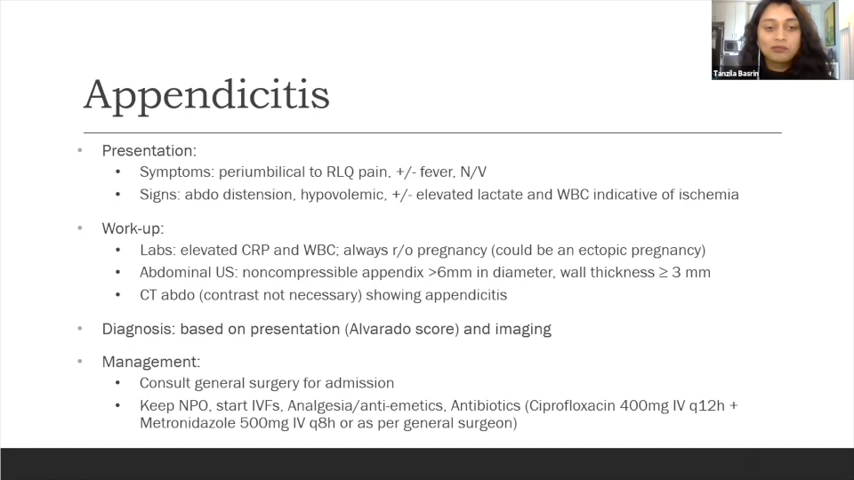 Tanzila Basrin
Appendicitis
• Presentation:
• Symptoms: periumbilical to RLQ pain, +/- fever, N/V
• Signs: abdo distension, hypovolemic, +/- elevated lactate and WBC indicative of ischemia
• Work-up:
• Labs: elevated CRP and WBC; always r/o pregnancy (could be an ectopic pregnancy)
• Abdominal US: noncompressible appendix >6mm in diameter, wall thickness ≥ 3 mm
• CT abdo (contrast not necessary) showing appendicitis
• Diagnosis: based on presentation (Alvarado score) and imaging
• Management:
• Consult general surgery for admission
• Keep NPO, start IVFs, Analgesia/anti-emetics, Antibiotics (Ciprofloxacin 400mg IV q12h +
Metronidazole 500mg IV q8h or as per general surgeon)